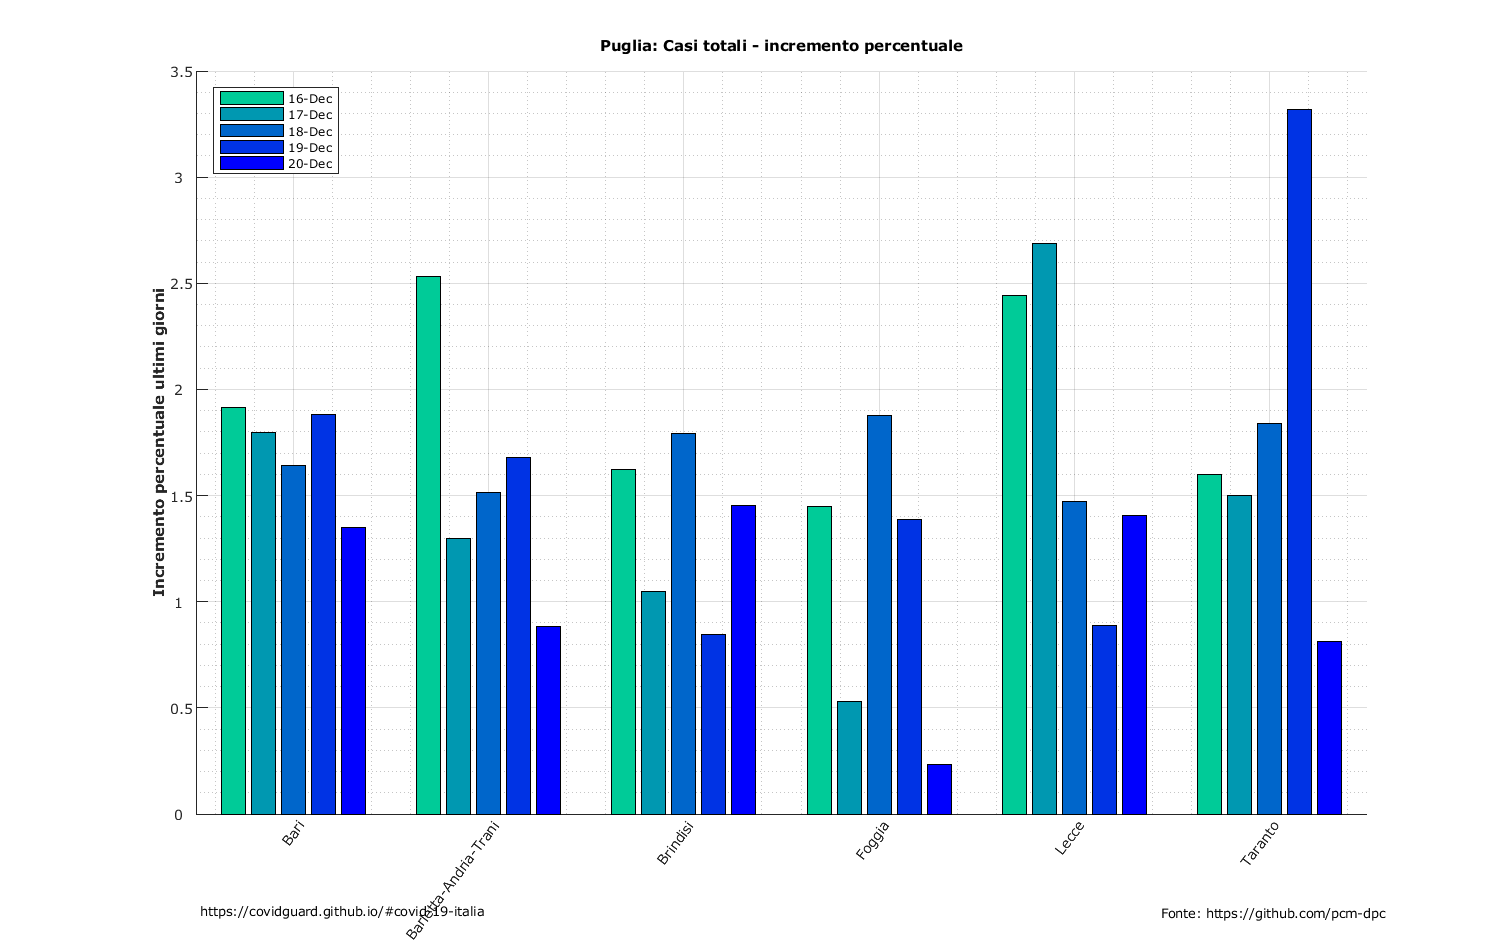 Puglia: Casi totali - incremento percentuale
Incremento percentuale ultimi giorni
3.5
3
2.5
2
1.5
1
0.5
0
16-Dec
17-Dec
18-Dec
19-Dec
20-Dec
Bari
Barletta-Andria-Trani
Brindisi
Foggia
Lecce
Taranto
https://covidguard.github.io/#covid-19-italia
Fonte: https://github.com/pcm-dpc